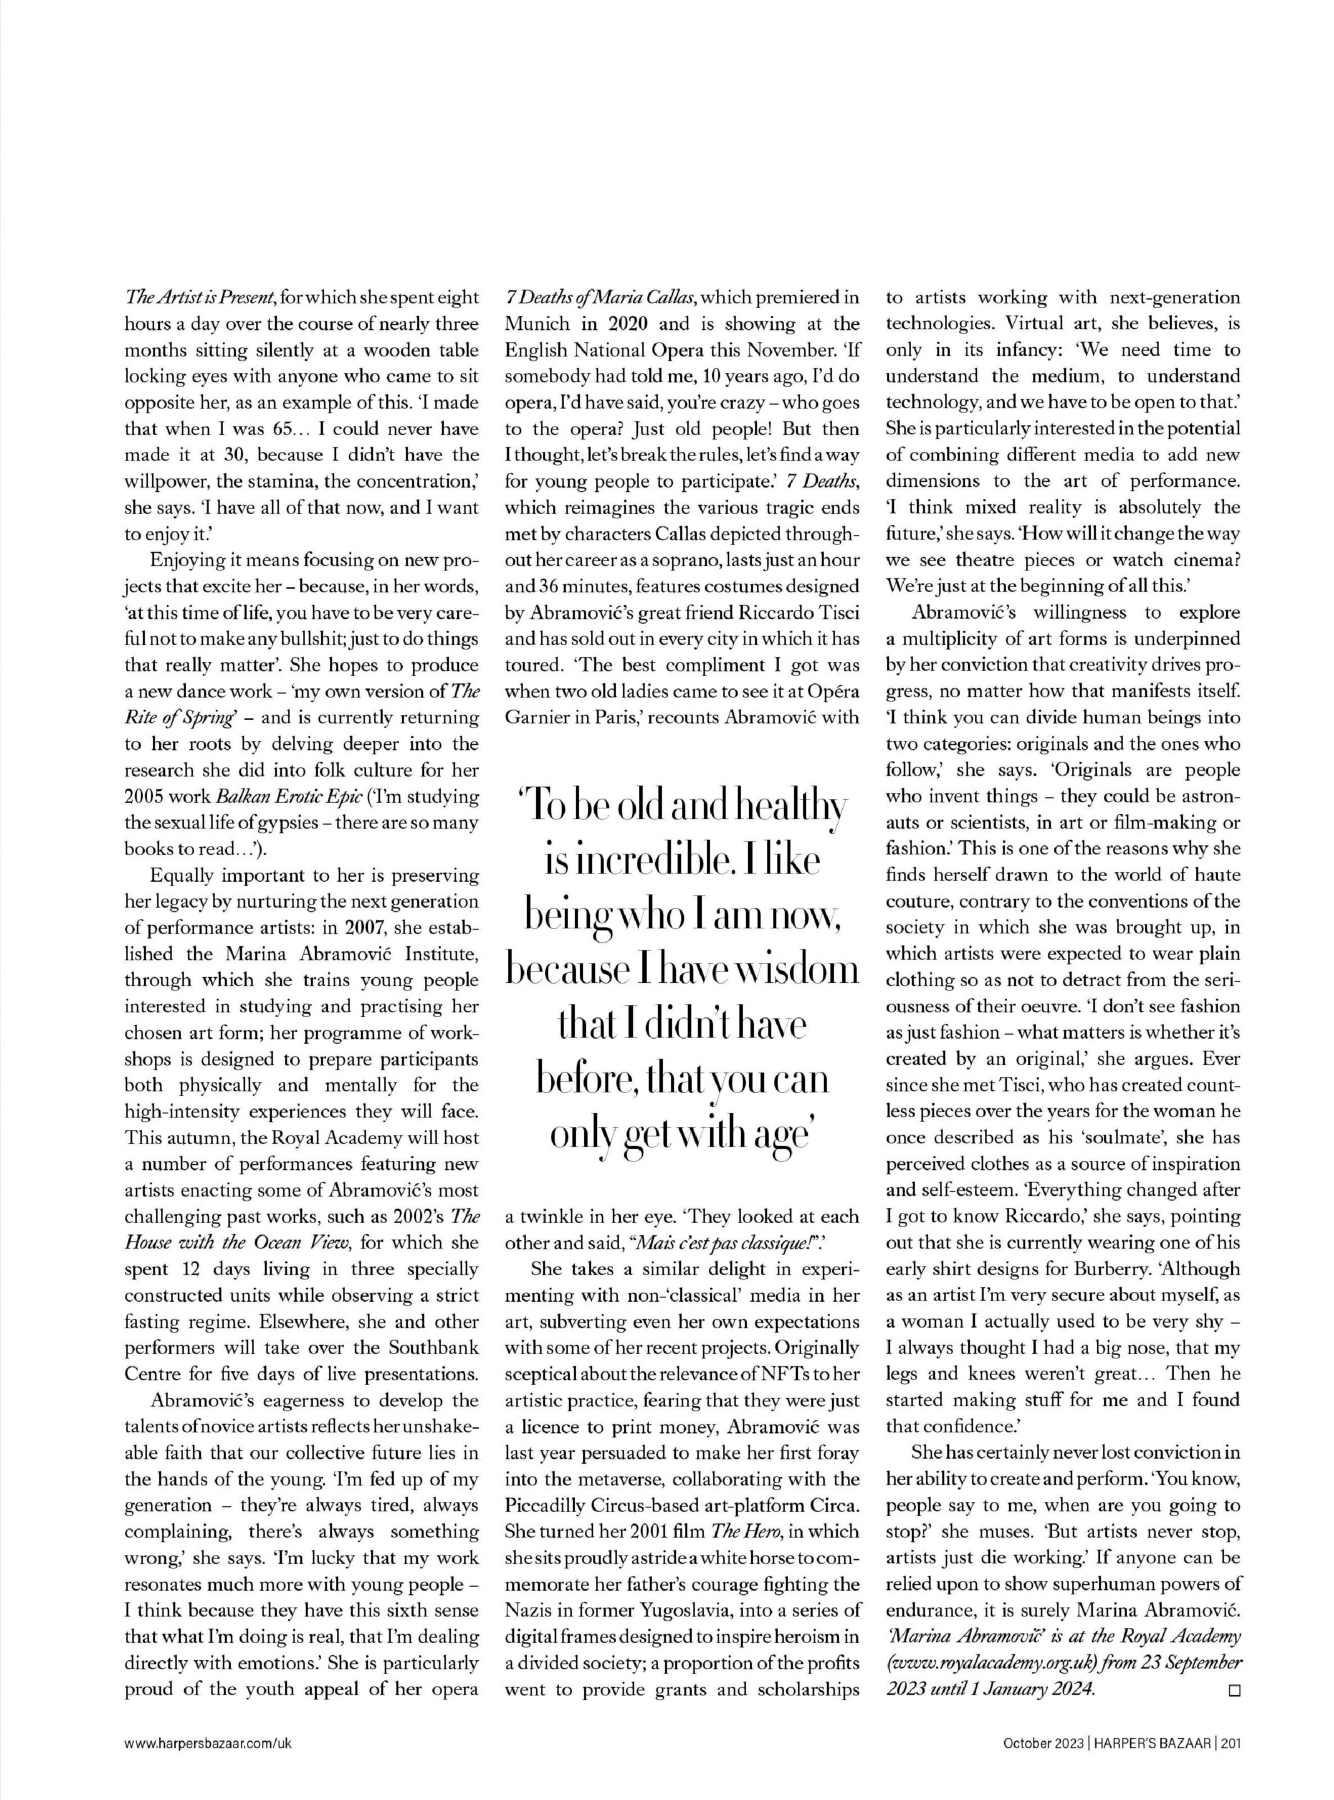 The Artist is Present, for which she spent eight
hours a day over the course of nearly three
months sitting silently at a wooden table
locking eyes with anyone who came to sit
opposite her, as an example of this. ‘I made
that when I was 65… I could never have
made it at 30, because I didn’t have the
willpower, the stamina, the concentration,’
she says. ‘I have all of that now, and I want
to enjoy it.’
Enjoying it means focusing on new pro-
jects that excite her – because, in her words,
‘at this time of life, you have to be very care-
ful not to make any bullshit; just to do things
that really matter’. She hopes to produce
a new dance work – ‘my own version of The
Rite of Spring’ – and is currently returning
to her roots by delving deeper into the
research she did into folk culture for her
2005 work Balkan Erotic Epic (‘I’m studying
the sexual life of gypsies – there are so many
books to read…’).
Equally important to her is preserving
her legacy by nurturing the next generation
of performance artists: in 2007, she estab-
lished the Marina Abramović Institute,
through which she trains young people
interested in studying and practising her
chosen art form; her programme of work-
shops is designed to prepare participants
both physically and mentally for the
high-intensity experiences they will face.
This autumn, the Royal Academy will host
a number of performances featuring new
artists enacting some of Abramović’s most
challenging past works, such as 2002’s The
House with the Ocean View, for which she
spent 12 days living in three specially
constructed units while observing a strict
fasting regime. Elsewhere, she and other
performers will take over the Southbank
Centre for five days of live presentations.
Abramović’s eagerness to develop the
talents of novice artists reflects her unshake-
able faith that our collective future lies in
the hands of the young. ‘I’m fed up of my
generation – they’re always tired, always
complaining, there’s always something
wrong,’ she says. ‘I’m lucky that my work
resonates much more with young people –
I think because they have this sixth sense
that what I’m doing is real, that I’m dealing
directly with emotions.’ She is particularly
proud of the youth appeal of her opera
7 Deaths of Maria Callas, which premiered in
Munich in 2020 and is showing at the
English National Opera this November. ‘If
somebody had told me, 10 years ago, I’d do
opera, I’d have said, you’re crazy – who goes
to the opera? Just old people! But then
I thought, let’s break the rules, let’s find a way
for young people to participate.’ 7 Deaths,
which reimagines the various tragic ends
met by characters Callas depicted through-
out her career as a soprano, lasts just an hour
and 36 minutes, features costumes designed
by Abramović’s great friend Riccardo Tisci
and has sold out in every city in which it has
toured. ‘The best compliment I got was
when two old ladies came to see it at Opéra
Garnier in Paris,’ recounts Abramović with
‘To be old and healthy
is incredible. I like
being who I am now,
because I have wisdom
that I didn’t have
before, that you can
only get with age’
a twinkle in her eye. ‘They looked at each
other and said, “Mais c’est pas classique!”.’
She takes a similar delight in experi-
menting with non-‘classical’ media in her
art, subverting even her own expectations
with some of her recent projects. Originally
sceptical about the relevance of NFTs to her
artistic practice, fearing that they were just
a licence to print money, Abramović was
last year persuaded to make her first foray
into the metaverse, collaborating with the
Piccadilly Circus-based art-platform Circa.
She turned her 2001 film The Hero, in which
she sits proudly astride a white horse to com-
memorate her father’s courage fighting the
Nazis in former Yugoslavia, into a series of
digital frames designed to inspire heroism in
a divided society; a proportion of the profits
went to provide grants and scholarships
to artists working with next-generation
technologies. Virtual art, she believes, is
only in its infancy: ‘We need time to
understand the medium, to understand
technology, and we have to be open to that.’
She is particularly interested in the potential
of combining different media to add new
dimensions to the art of performance.
‘I think mixed reality is absolutely the
future,’ she says. ‘How will it change the way
we see theatre pieces or watch cinema?
We’re just at the beginning of all this.’
Abramović’s willingness to explore
a multiplicity of art forms is underpinned
by her conviction that creativity drives pro-
gress, no matter how that manifests itself.
‘I think you can divide human beings into
two categories: originals and the ones who
follow,’ she says. ‘Originals are people
who invent things – they could be astron-
auts or scientists, in art or film-making or
fashion.’ This is one of the reasons why she
finds herself drawn to the world of haute
couture, contrary to the conventions of the
society in which she was brought up, in
which artists were expected to wear plain
clothing so as not to detract from the seri-
ousness of their oeuvre. ‘I don’t see fashion
as just fashion – what matters is whether it’s
created by an original,’ she argues. Ever
since she met Tisci, who has created count-
less pieces over the years for the woman he
once described as his ‘soulmate’, she has
perceived clothes as a source of inspiration
and self-esteem. ‘Everything changed after
I got to know Riccardo,’ she says, pointing
out that she is currently wearing one of his
early shirt designs for Burberry. ‘Although
as an artist I’m very secure about myself, as
a woman I actually used to be very shy –
I always thought I had a big nose, that my
legs and knees weren’t great… Then he
started making stuff for me and I found
that confidence.’
She has certainly never lost conviction in
her ability to create and perform. ‘You know,
people say to me, when are you going to
stop?’ she muses. ‘But artists never stop,
artists just die working.’ If anyone can be
relied upon to show superhuman powers of
endurance, it is surely Marina Abramović.
‘Marina Abramović’ is at the Royal Academy
(www.royalacademy.org.uk) from 23 September
2023 until 1 January 2024. □
www.harpersbazaar.com/uk
October 2023 | HARPER’S BAZAAR | 201